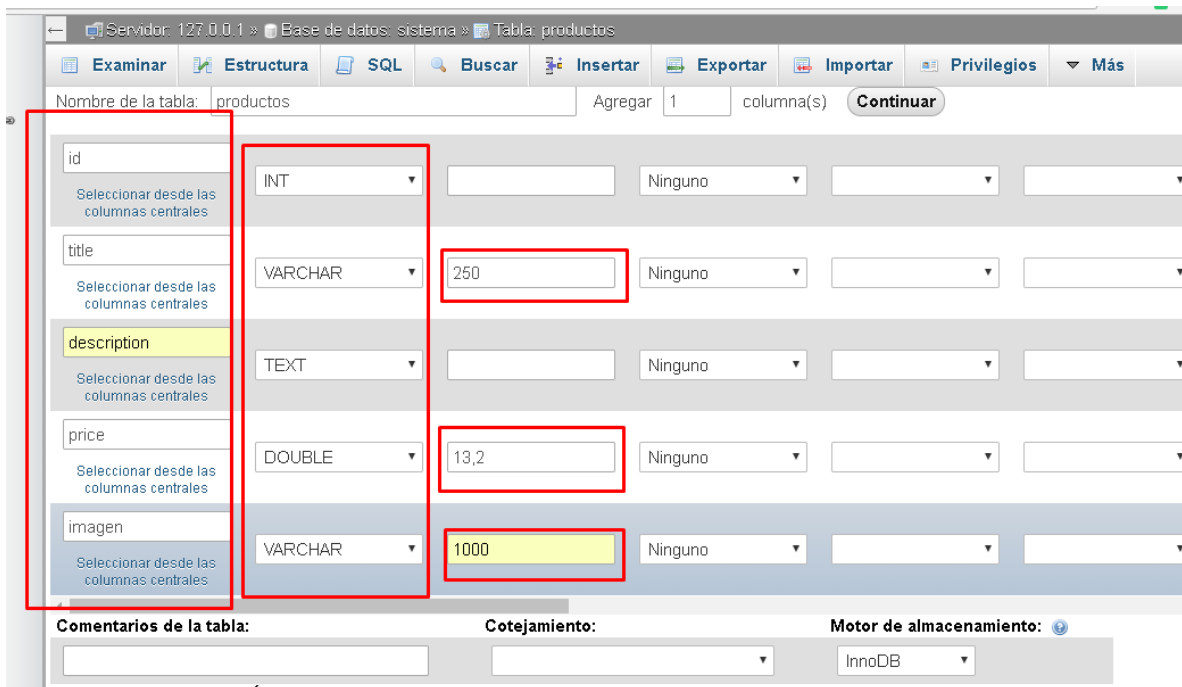 Servidor: 127.0.0.1 » Base de datos: sistema » Tabla: productos
Examinar Estructura SQL Buscar Insertar Exportar Importar Privilegios Más
Nombre de la tabla: productos Agregar 1 columna(s) Continuar
id
Seleccionar desde las
columnas centrales
INT Ninguno
title
Seleccionar desde las
columnas centrales
VARCHAR 250 Ninguno
description
Seleccionar desde las
columnas centrales
TEXT Ninguno
price
Seleccionar desde las
columnas centrales
DOUBLE 13,2 Ninguno
imagen
Seleccionar desde las
columnas centrales
VARCHAR 1000 Ninguno
Comentarios de la tabla: Cotejamiento: Motor de almacenamiento:
InnoDB